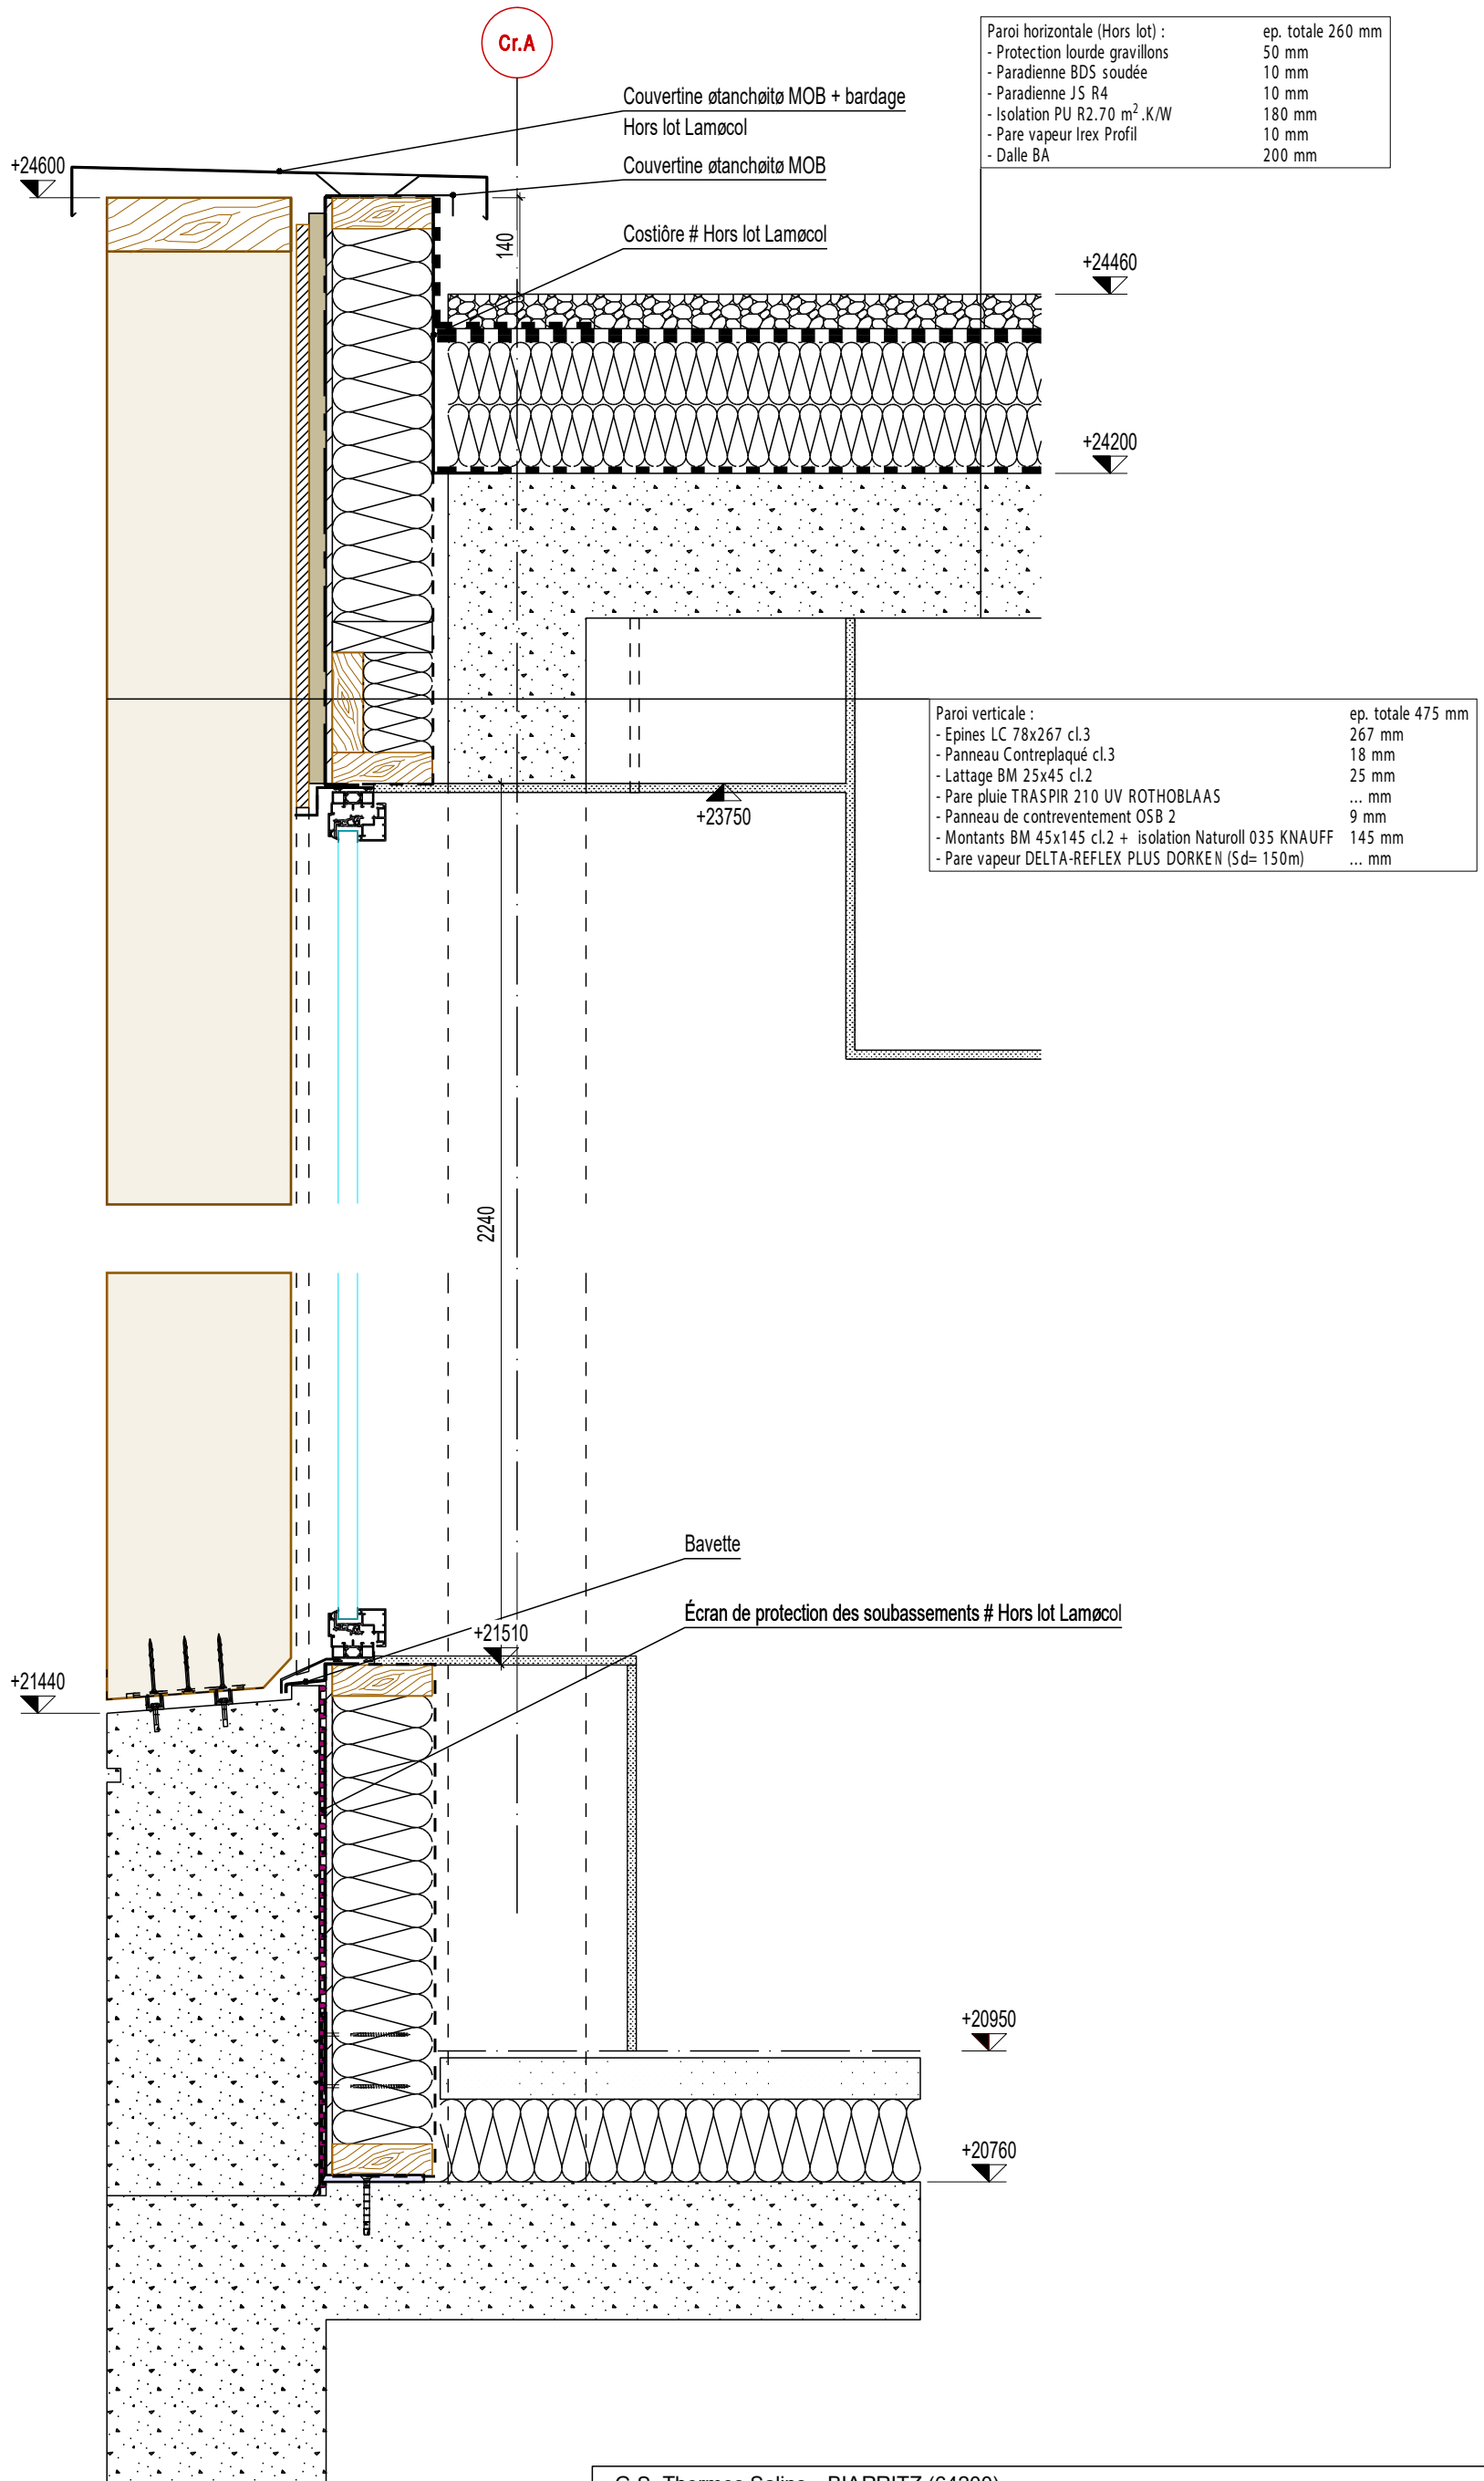 Cr.A
Paroi horizontale (Hors lot) : ep. totale 260 mm
- Protection lourde gravillons 50 mm
- Paradienne BDS soudée 10 mm
- Paradienne JS R4 10 mm
- Isolation PU R2.70 m².K/W 180 mm
- Pare vapeur Irex Profil 10 mm
- Dalle BA 200 mm
Couvertine øtanchøitø MOB + bardage
Hors lot Lamøcol
Couvertine øtanchøitø MOB
+24600
140
Costiôre # Hors lot Lamøcol
+24460
+24200
Paroi verticale : ep. totale 475 mm
- Epines LC 78x267 cl.3 267 mm
- Panneau Contreplaqué cl.3 18 mm
- Lattage BM 25x45 cl.2 25 mm
- Pare pluie TRASPIR 210 UV ROTHOBLAAS ... mm
- Panneau de contreventement OSB 2 9 mm
- Montants BM 45x145 cl.2 + isolation Naturoll 035 KNAUFF 145 mm
- Pare vapeur DELTA-REFLEX PLUS DORKEN (Sd= 150m) ... mm
+23750
2240
Bavette
Écran de protection des soubassements # Hors lot Lamøcol
+21510
+21440
+20950
+20760